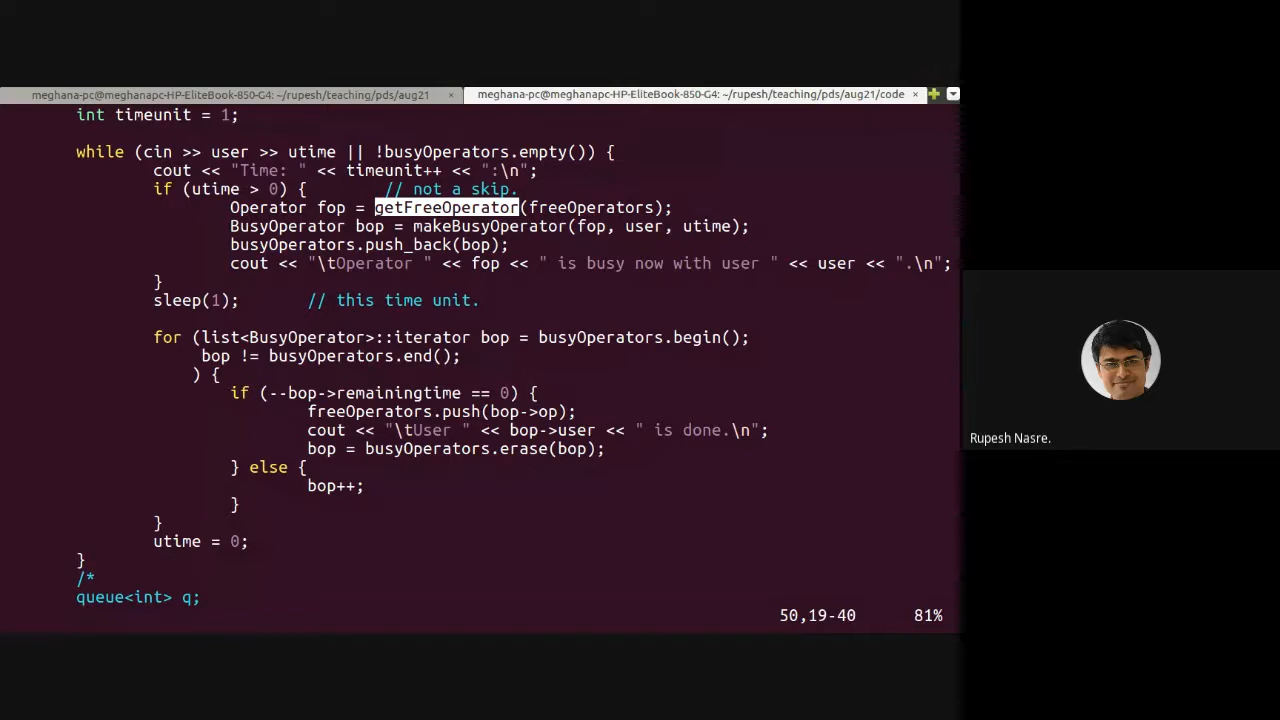 meghana-pc@meghanapc-HP-EliteBook-850-G4: ~/rupesh/teaching/pds/aug21 × meghana-pc@meghanapc-HP-EliteBook-850-G4: ~/rupesh/teaching/pds/aug21/code ×
int timeunit = 1;
while (cin >> user >> utime || !busyOperators.empty()) {
cout << "Time: " << timeunit++ << ":\n";
if (utime > 0) { // not a skip.
Operator fop = getFreeOperator(freeOperators);
BusyOperator bop = makeBusyOperator(fop, user, utime);
busyOperators.push_back(bop);
cout << "\tOperator " << fop << " is busy now with user " << user << ".\n";
}
sleep(1); // this time unit.
for (list<BusyOperator>::iterator bop = busyOperators.begin();
bop != busyOperators.end();
) {
if (--bop->remainingtime == 0) {
freeOperators.push(bop->op);
cout << "\tUser " << bop->user << " is done.\n";
bop = busyOperators.erase(bop);
} else {
bop++;
}
}
utime = 0;
}
/*
queue<int> q;
50,19-40 81%
Rupesh Nasre.